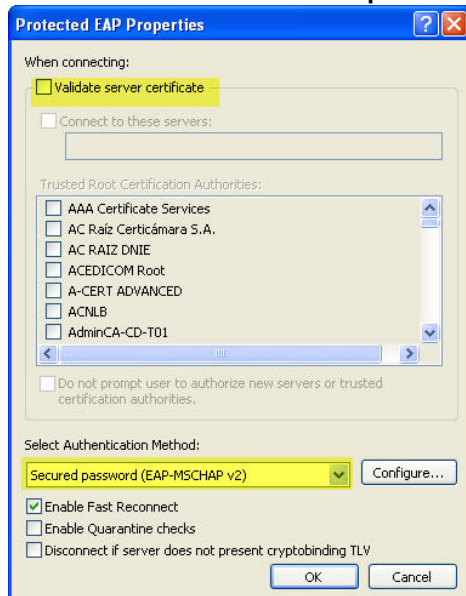 Protected EAP Properties
When connecting:
Validate server certificate
Connect to these servers:
Trusted Root Certification Authorities:
AAA Certificate Services
AC Raíz Certicámara S.A.
AC RAIZ DNIE
ACEDICOM Root
A-CERT ADVANCED
ACNLB
AdminCA-CD-T01
Do not prompt user to authorize new servers or trusted
certification authorities.
Select Authentication Method:
Secured password (EAP-MSCHAP v2)
Configure...
Enable Fast Reconnect
Enable Quarantine checks
Disconnect if server does not present cryptobinding TLV
OK Cancel